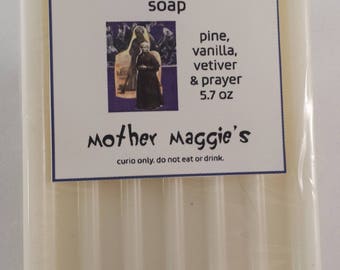 soap
pine,
vanilla,
vetiver
& prayer
5.7 oz
mother maggie's
curio only. do not eat or drink.